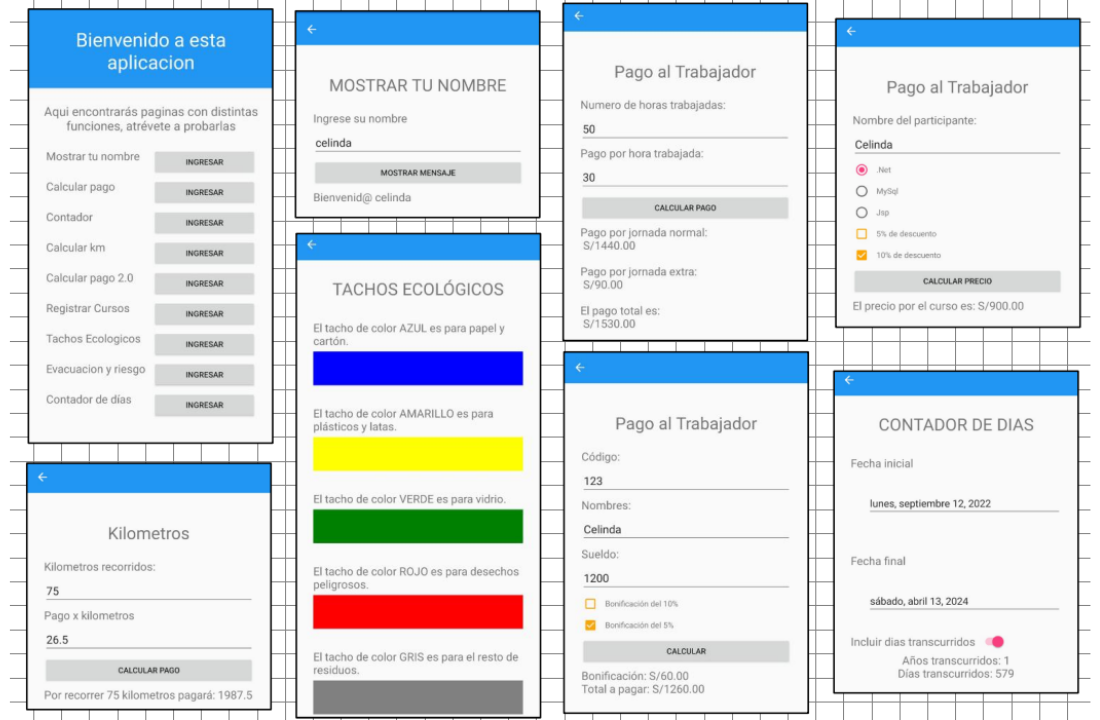 Bienvenido a esta
aplicacion
Aqui encontrarás paginas con distintas
funciones, atrévete a probarlas
Mostrar tu nombre INGRESAR
Calcular pago INGRESAR
Contador INGRESAR
Calcular km INGRESAR
Calcular pago 2.0 INGRESAR
Registrar Cursos INGRESAR
Tachos Ecologicos INGRESAR
Evacuacion y riesgo INGRESAR
Contador de días INGRESAR
Kilometros
Kilometros recorridos:
75
Pago x kilometros
26.5
CALCULAR PAGO
Por recorrer 75 kilometros pagará: 1987.5
MOSTRAR TU NOMBRE
Ingrese su nombre
celinda
MOSTRAR MENSAJE
Bienvenid@ celinda
TACHOS ECOLÓGICOS
El tacho de color AZUL es para papel y
cartón.
El tacho de color AMARILLO es para
plásticos y latas.
El tacho de color VERDE es para vidrio.
El tacho de color ROJO es para desechos
peligrosos.
El tacho de color GRIS es para el resto de
residuos.
Pago al Trabajador
Numero de horas trabajadas:
50
Pago por hora trabajada:
30
CALCULAR PAGO
Pago por jornada normal:
S/1440.00
Pago por jornada extra:
S/90.00
El pago total es:
S/1530.00
Pago al Trabajador
Código:
123
Nombres:
Celinda
Sueldo:
1200
Bonificación del 10%
Bonificación del 5%
CALCULAR
Bonificación: S/60.00
Total a pagar: S/1260.00
Pago al Trabajador
Nombre del participante:
Celinda
.Net
MySql
Jsp
5% de descuento
10% de descuento
CALCULAR PRECIO
El precio por el curso es: S/900.00
CONTADOR DE DIAS
Fecha inicial
lunes, septiembre 12, 2022
Fecha final
sábado, abril 13, 2024
Incluir dias transcurridos
Años transcurridos: 1
Días transcurridos: 579